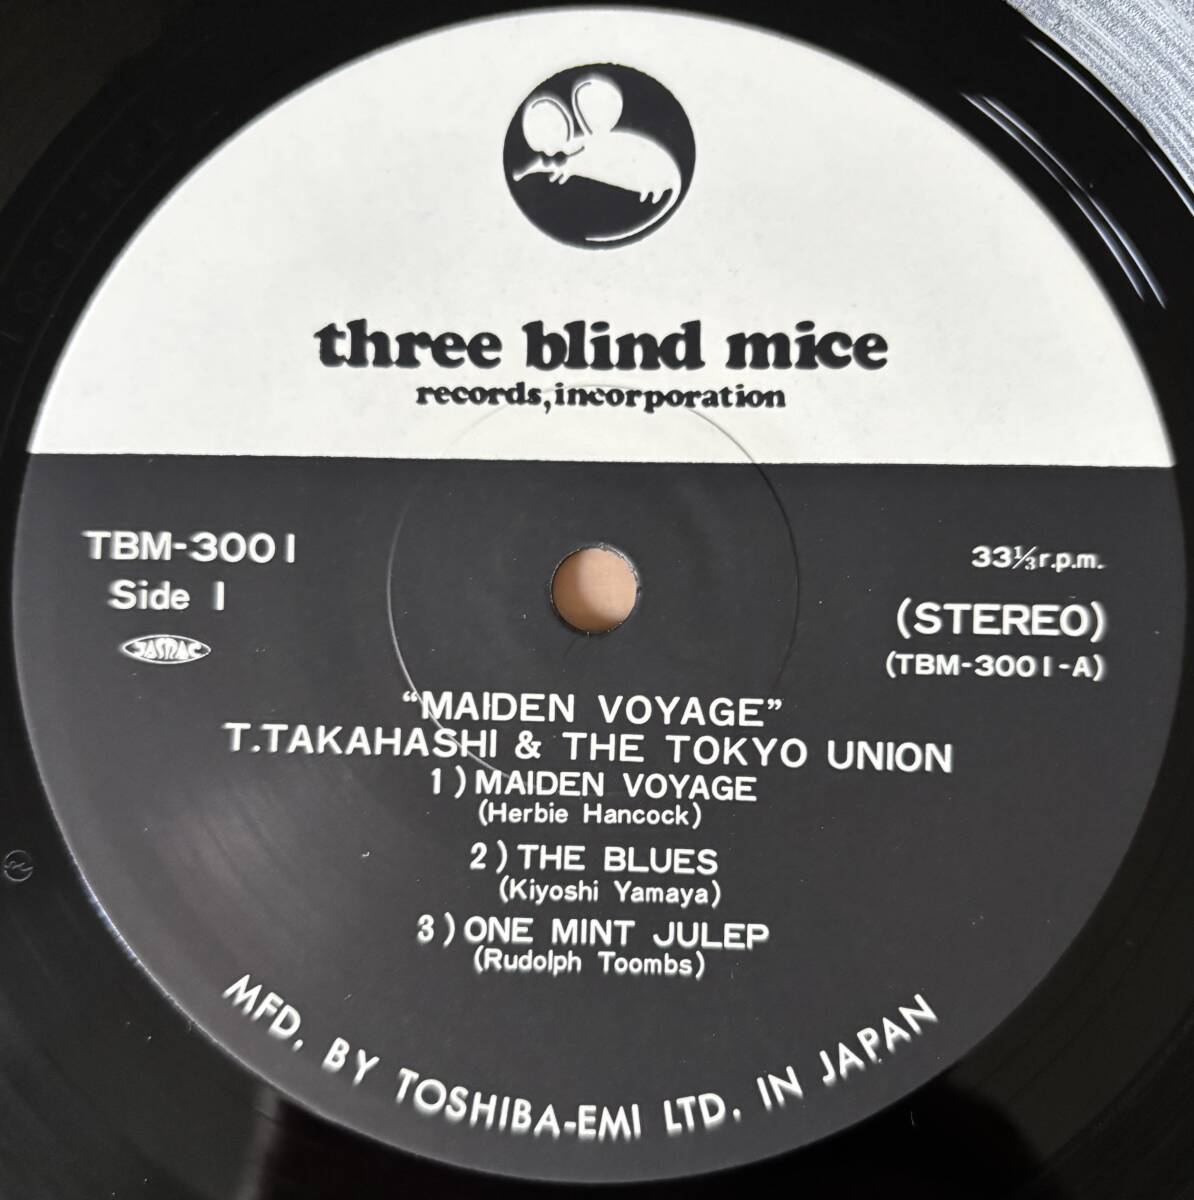 three blind mice
records, incorporation
TBM-3001
Side 1
JASRAC
33⅓ r.p.m.
(STEREO)
(TBM-3001-A)
“MAIDEN VOYAGE”
T.TAKAHASHI & THE TOKYO UNION
1) MAIDEN VOYAGE
(Herbie Hancock)
2) THE BLUES
(Kiyoshi Yamaya)
3) ONE MINT JULEP
(Rudolph Toombs)
MFD. BY TOSHIBA-EMI LTD. IN JAPAN